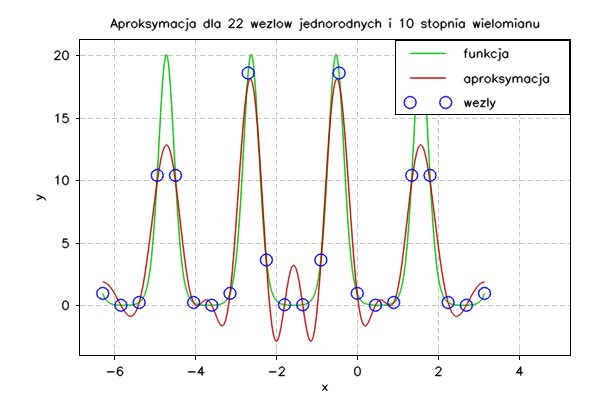 Aproksymacja dla 22 wezlow jednorodnych i 10 stopnia wielomianu
funkcja
aproksymacja
wezly
20
15
10
5
0
y
−6 −4 −2 0 2 4
x